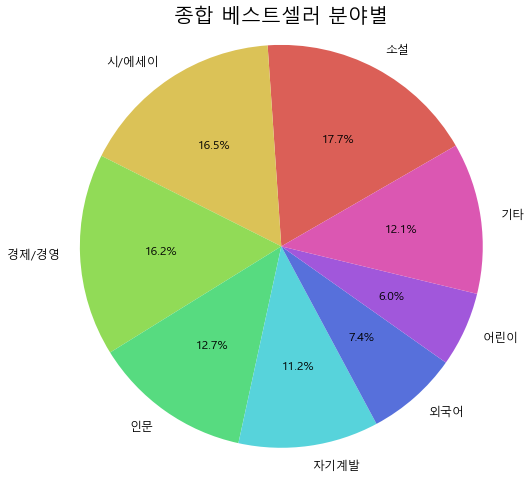 종합 베스트셀러 분야별
소설
시/에세이
17.7%
16.5%
기타
12.1%
경제/경영
16.2%
6.0%
어린이
7.4%
12.7%
11.2%
외국어
인문
자기계발